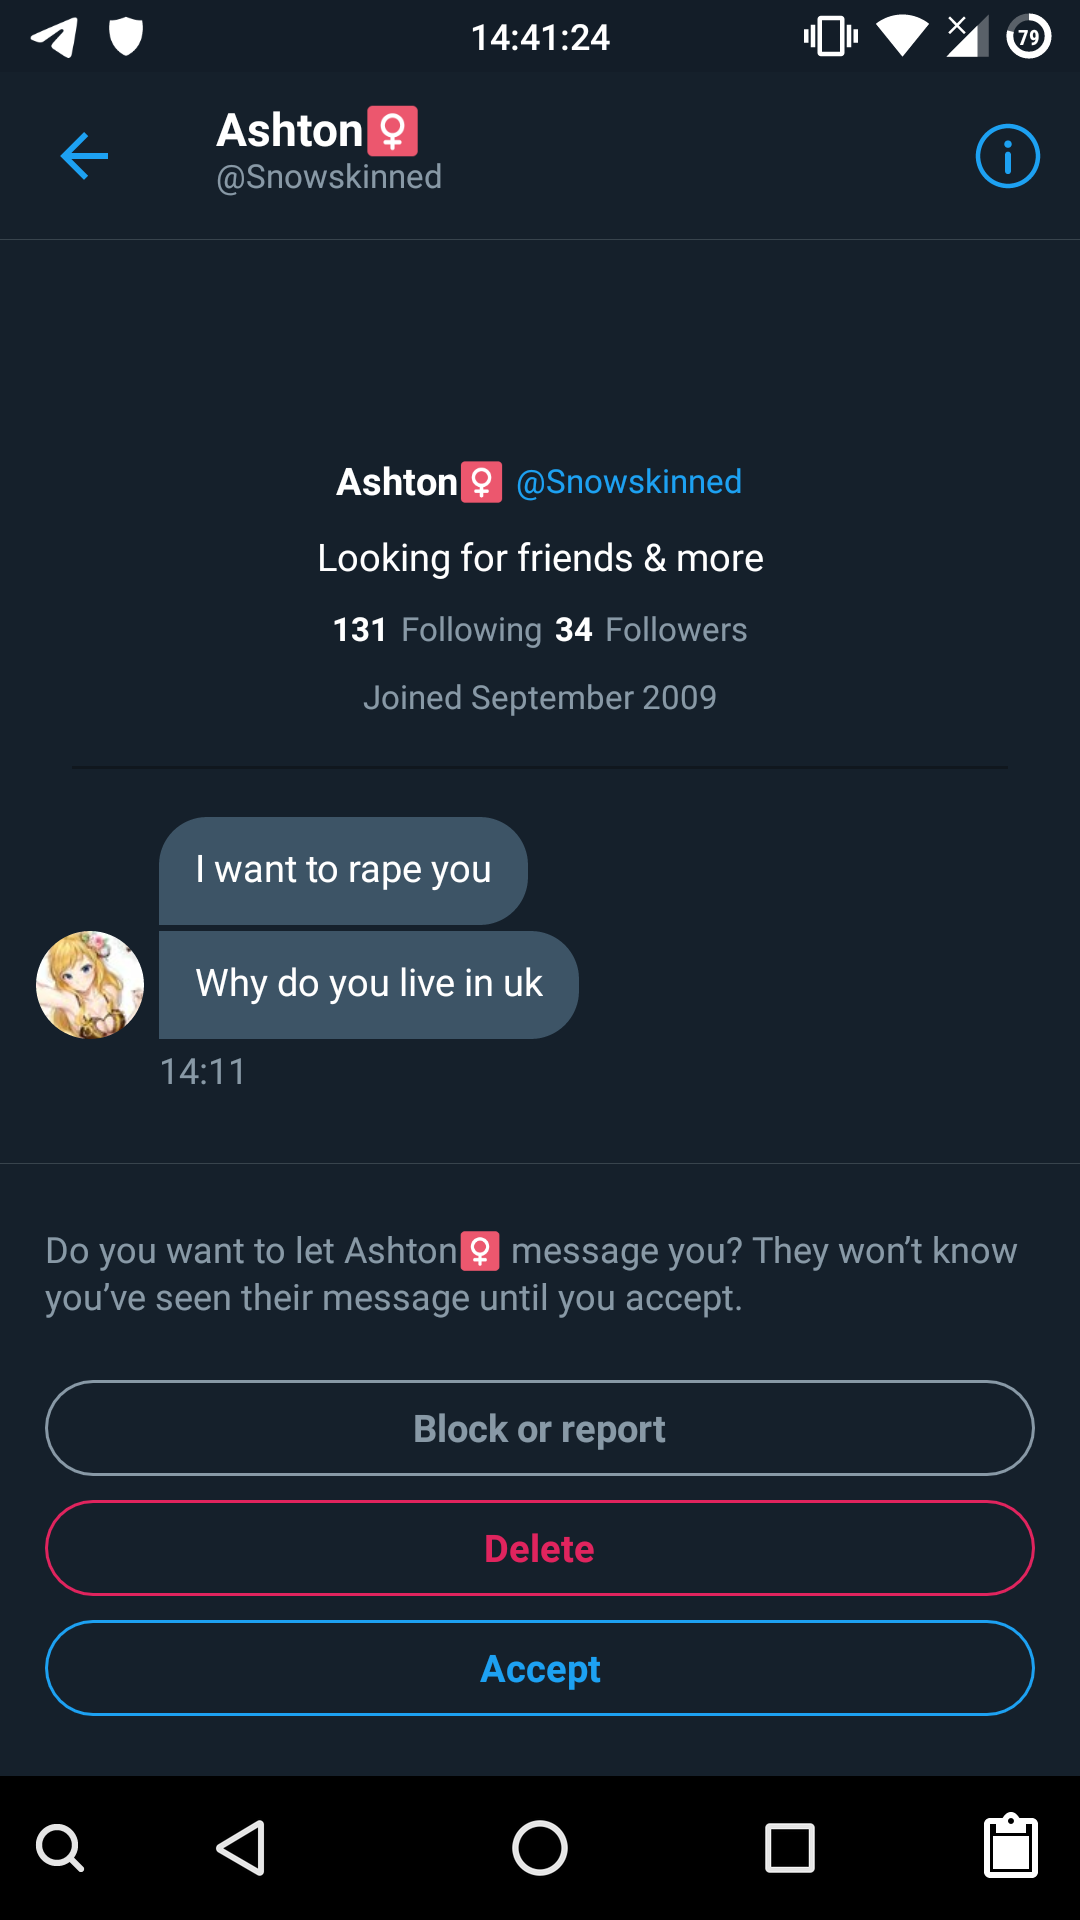 14:41:24
79
Ashton♀
@Snowskinned
Ashton♀ @Snowskinned
Looking for friends & more
131 Following 34 Followers
Joined September 2009
I want to rape you
Why do you live in uk
14:11
Do you want to let Ashton♀ message you? They won’t know
you’ve seen their message until you accept.
Block or report
Delete
Accept